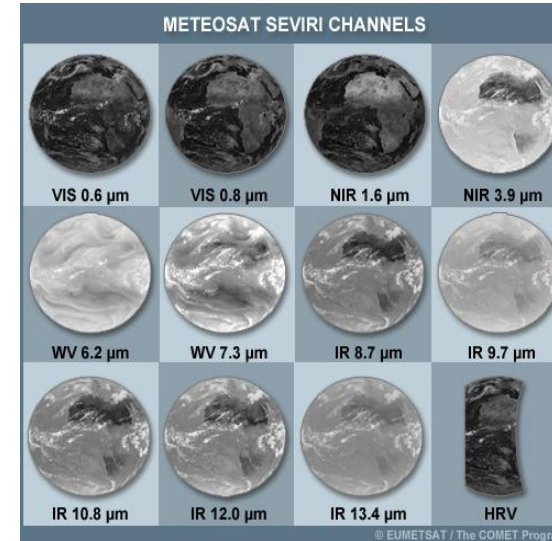 METEOSAT SEVIRI CHANNELS
VIS 0.6 µm
VIS 0.8 µm
NIR 1.6 µm
NIR 3.9 µm
WV 6.2 µm
WV 7.3 µm
IR 8.7 µm
IR 9.7 µm
IR 10.8 µm
IR 12.0 µm
IR 13.4 µm
HRV
© EUMETSAT / The COMET Progr